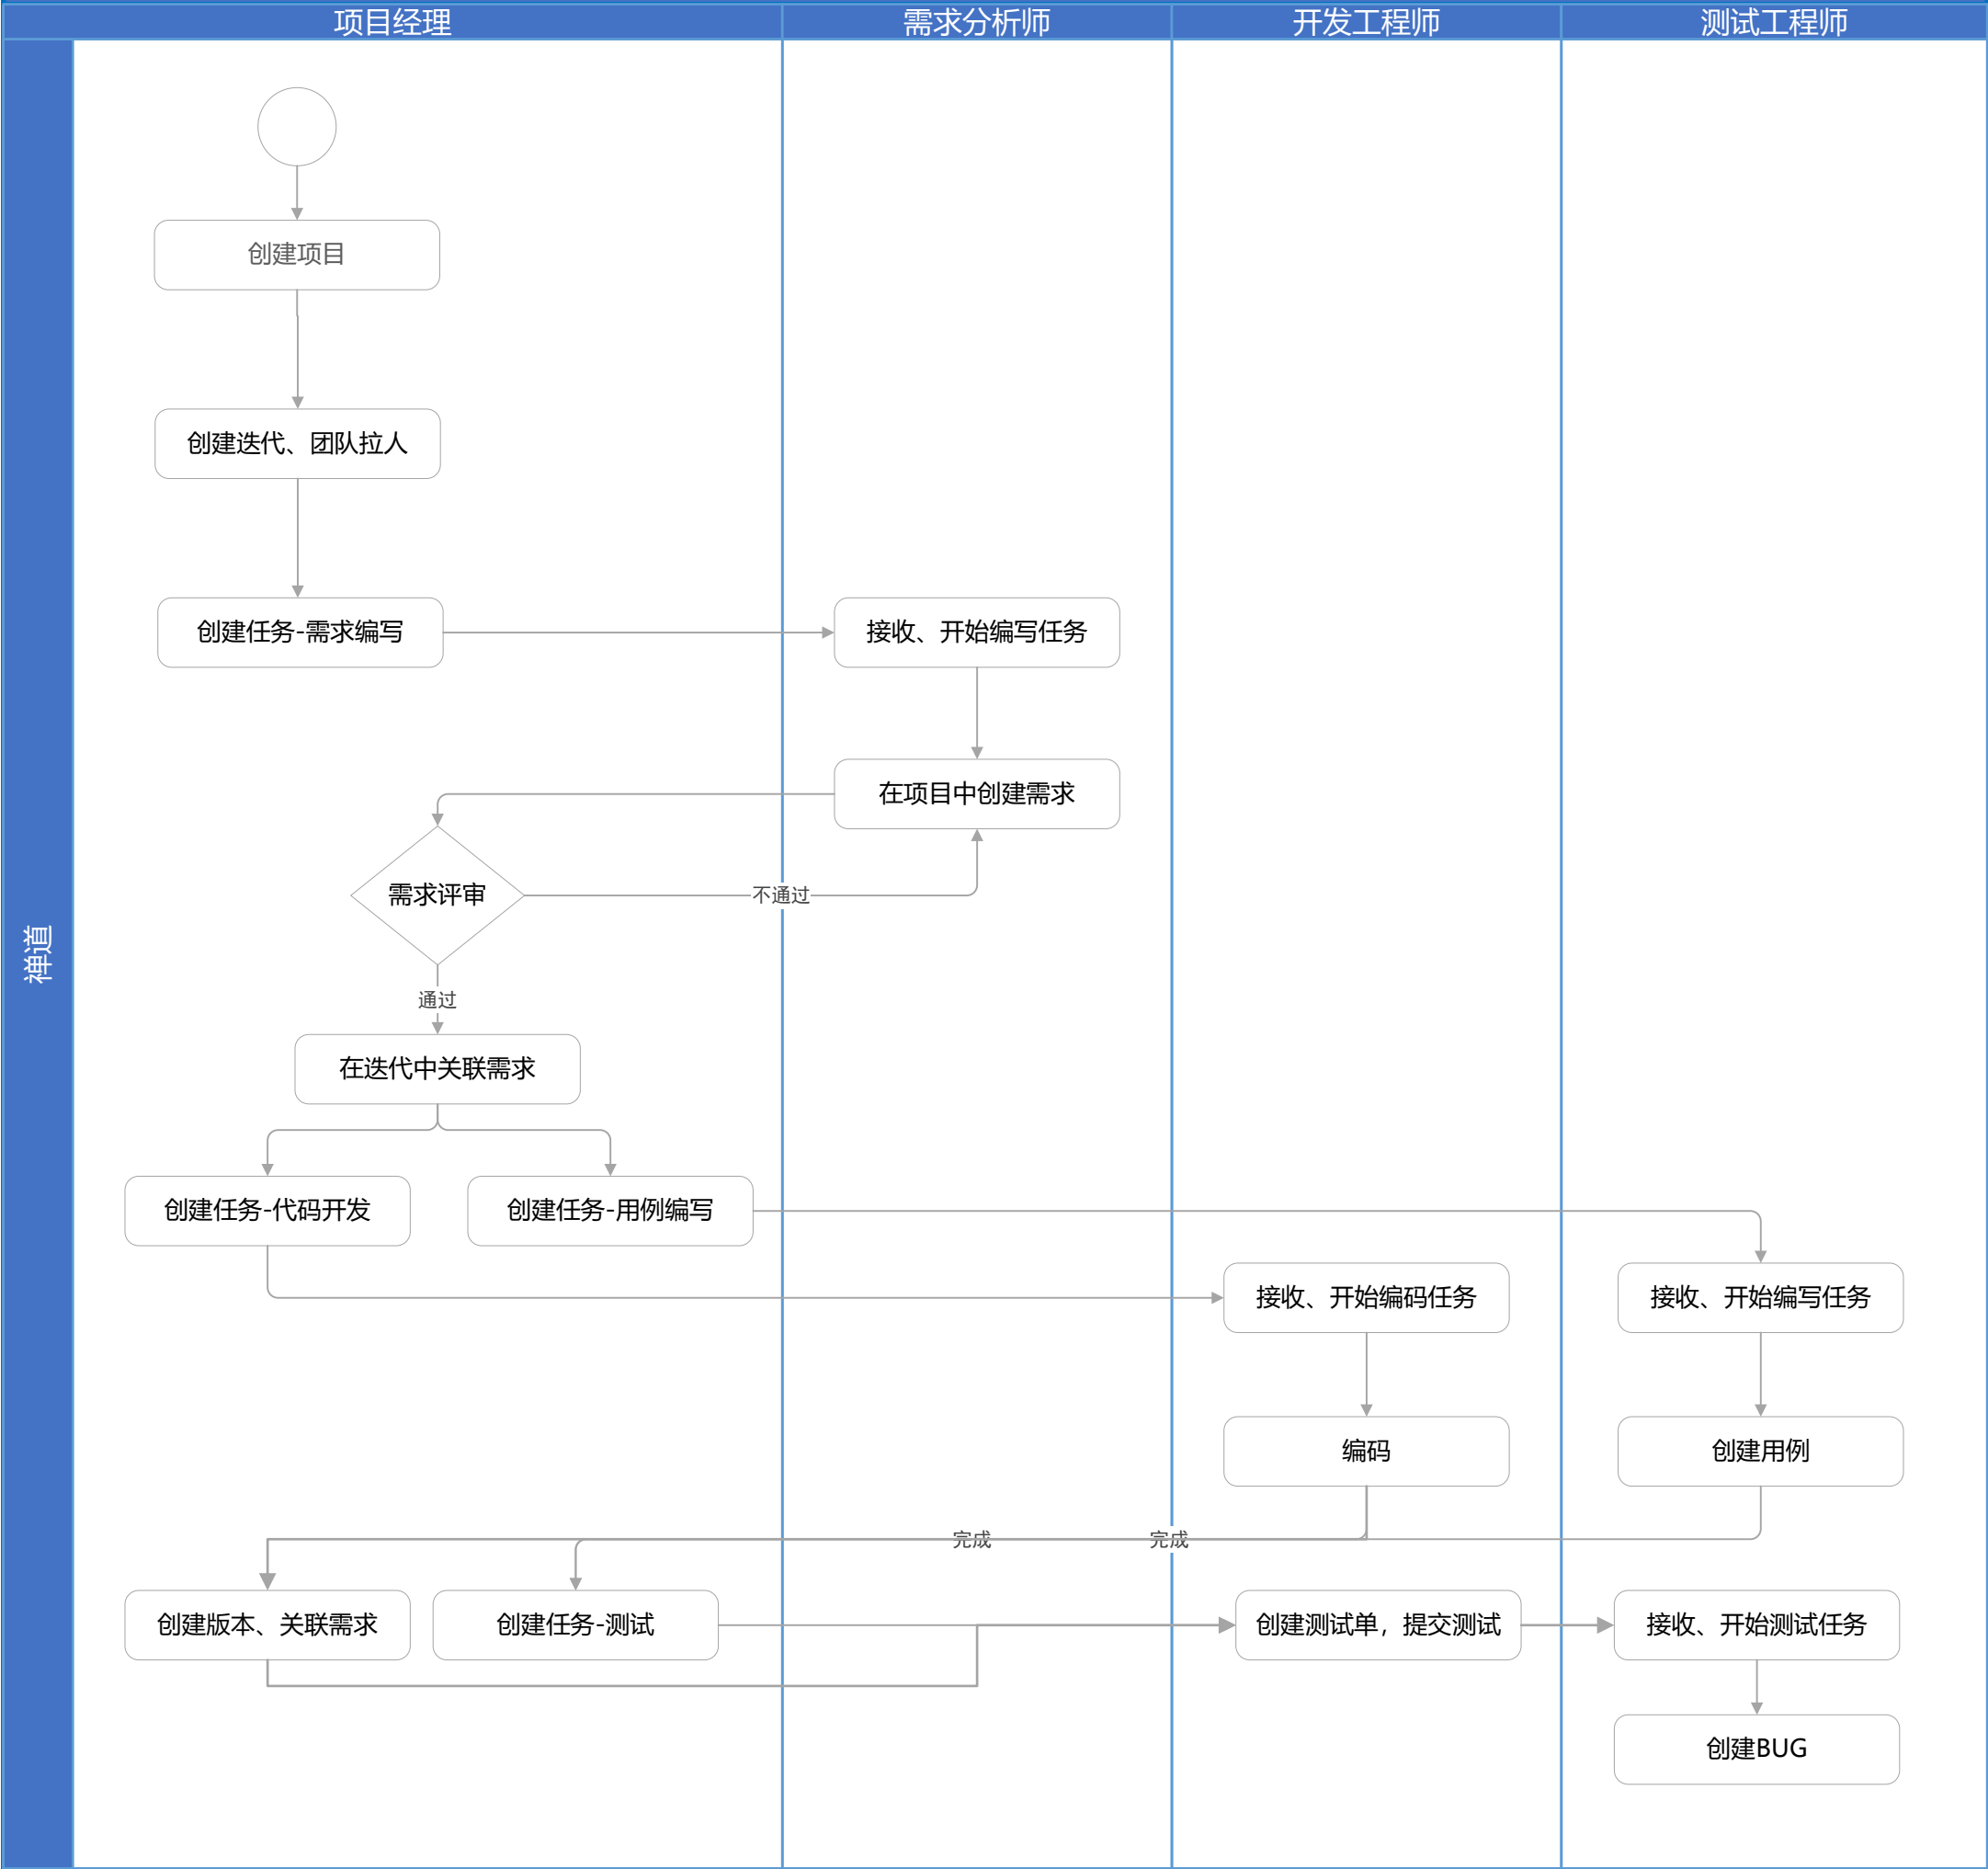 项目经理
需求分析师
开发工程师
测试工程师
禅道
创建项目
创建迭代、团队拉人
创建任务-需求编写
接收、开始编写任务
在项目中创建需求
需求评审
不通过
通过
在迭代中关联需求
创建任务-代码开发
创建任务-用例编写
接收、开始编码任务
接收、开始编写任务
编码
创建用例
完成
完成
创建版本、关联需求
创建任务-测试
创建测试单，提交测试
接收、开始测试任务
创建BUG